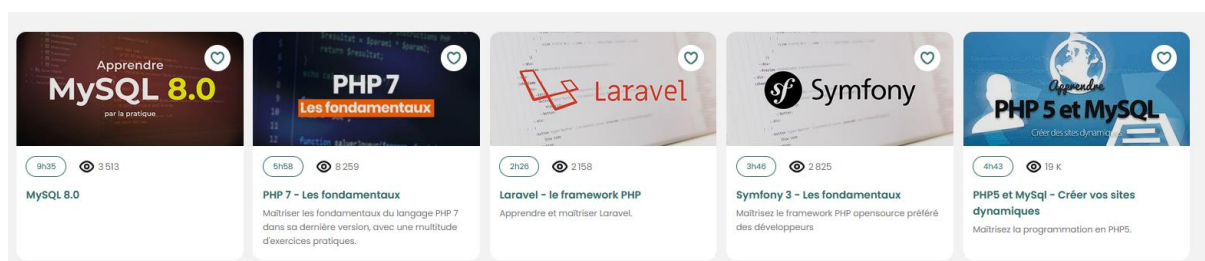 Apprendre
MySQL 8.0
par la pratique
9h35 3 513
MySQL 8.0
PHP 7
Les fondamentaux
5h58 8 259
PHP 7 - Les fondamentaux
Maîtriser les fondamentaux du langage PHP 7
dans sa dernière version, avec une multitude
d'exercices pratiques.
Laravel
2h26 2 158
Laravel - le framework PHP
Apprendre et maîtriser Laravel.
Symfony
3h46 2 825
Symfony 3 - Les fondamentaux
Maîtrisez le framework PHP opensource préféré
des développeurs
Apprendre
PHP 5 et MySQL
Créer des sites dynamiques
4h43 19 K
PHP5 et MySql - Créer vos sites
dynamiques
Maîtrisez la programmation en PHP5.